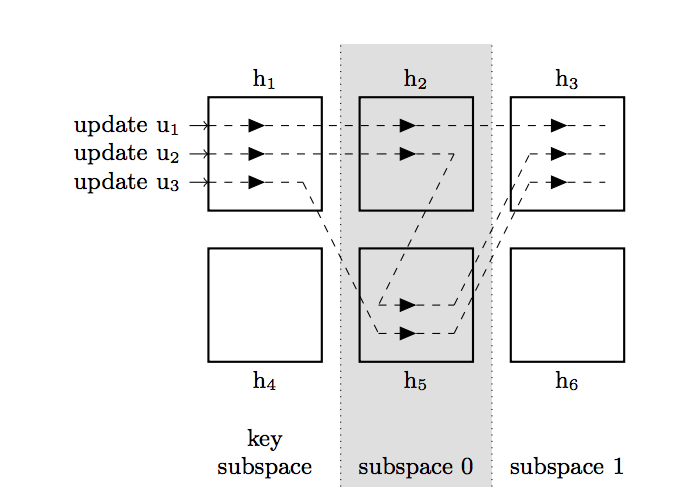 h₁ h₂ h₃
update u₁
update u₂
update u₃
h₄ h₅ h₆
key
subspace subspace 0 subspace 1